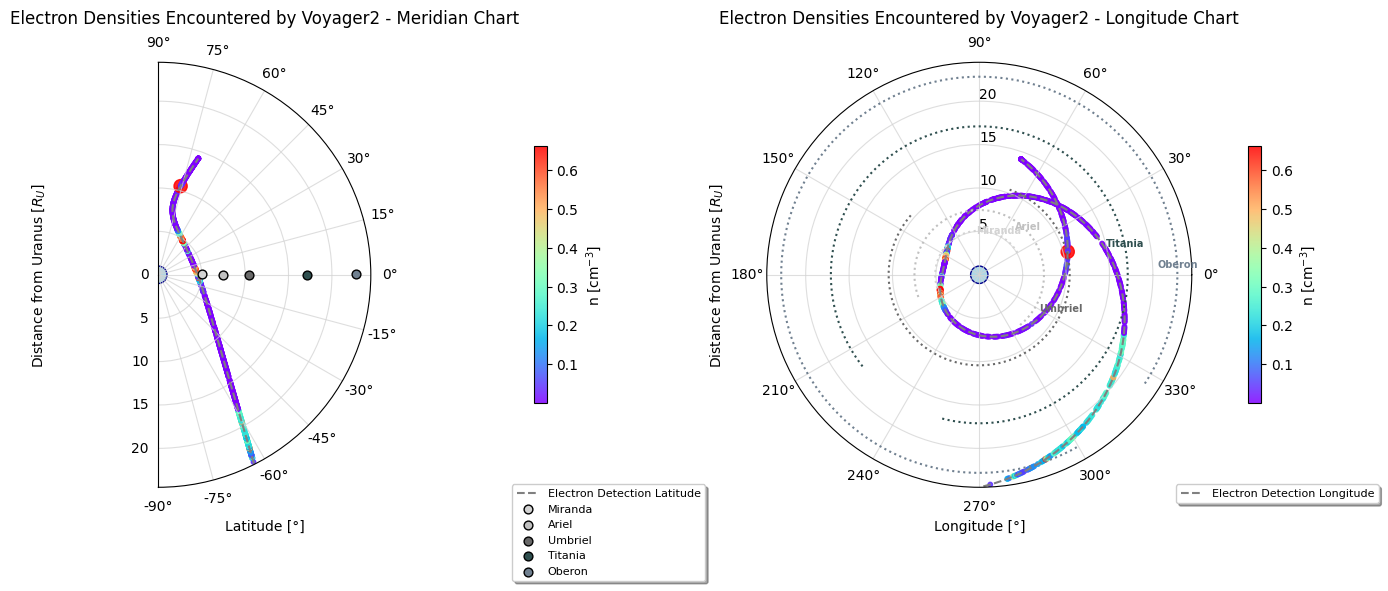 Electron Densities Encountered by Voyager2 - Meridian Chart
90°
75°
60°
45°
30°
15°
0°
-15°
-30°
-45°
-60°
-75°
-90°
0
5
10
15
20
Distance from Uranus [R_U]
Latitude [°]
0.6
0.5
0.4
0.3
0.2
0.1
n [cm⁻³]
Electron Detection Latitude
Miranda
Ariel
Umbriel
Titania
Oberon
Electron Densities Encountered by Voyager2 - Longitude Chart
90°
60°
30°
0°
330°
300°
270°
240°
210°
180°
150°
120°
20
15
10
5
Miranda
Ariel
Umbriel
Titania
Oberon
Distance from Uranus [R_U]
Longitude [°]
0.6
0.5
0.4
0.3
0.2
0.1
n [cm⁻³]
Electron Detection Longitude